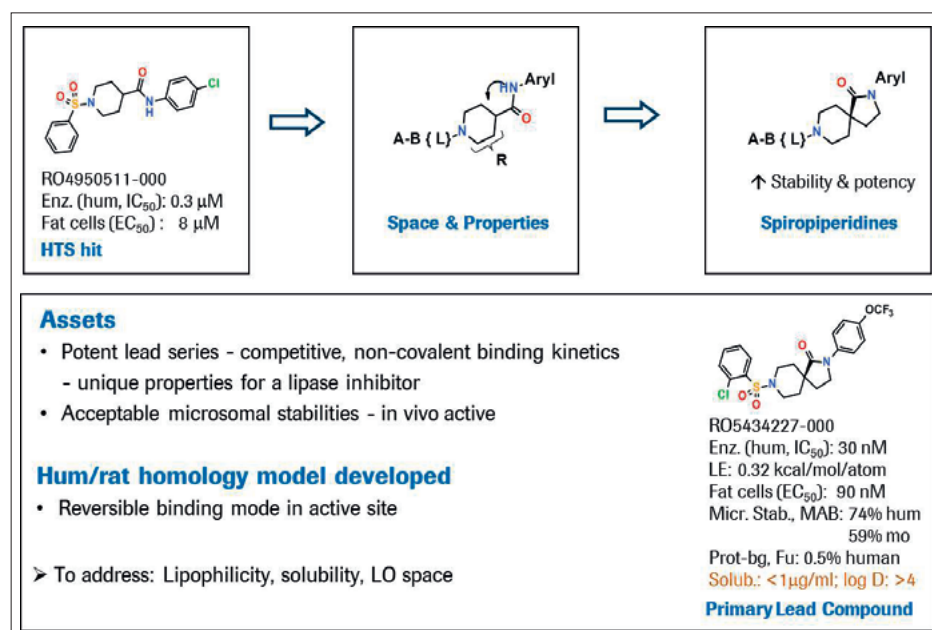 O
O
O
S
N
N
H
Cl
RO4950511-000
Enz. (hum, IC50): 0.3 µM
Fat cells (EC50) : 8 µM
HTS hit
HN
Aryl
O
A-B { L}
N
R
Space & Properties
O
Aryl
N
A-B { L}
N
↑ Stability & potency
Spiropiperidines
Assets
• Potent lead series - competitive, non-covalent binding kinetics
- unique properties for a lipase inhibitor
• Acceptable microsomal stabilities - in vivo active
Hum/rat homology model developed
• Reversible binding mode in active site
➢ To address: Lipophilicity, solubility, LO space
OCF3
O
N
N
S
Cl
O
O
RO5434227-000
Enz. (hum, IC50): 30 nM
LE: 0.32 kcal/mol/atom
Fat cells (EC50): 90 nM
Micr. Stab., MAB: 74% hum
59% mo
Prot-bg, Fu: 0.5% human
Solub.: <1µg/ml; log D: >4
Primary Lead Compound